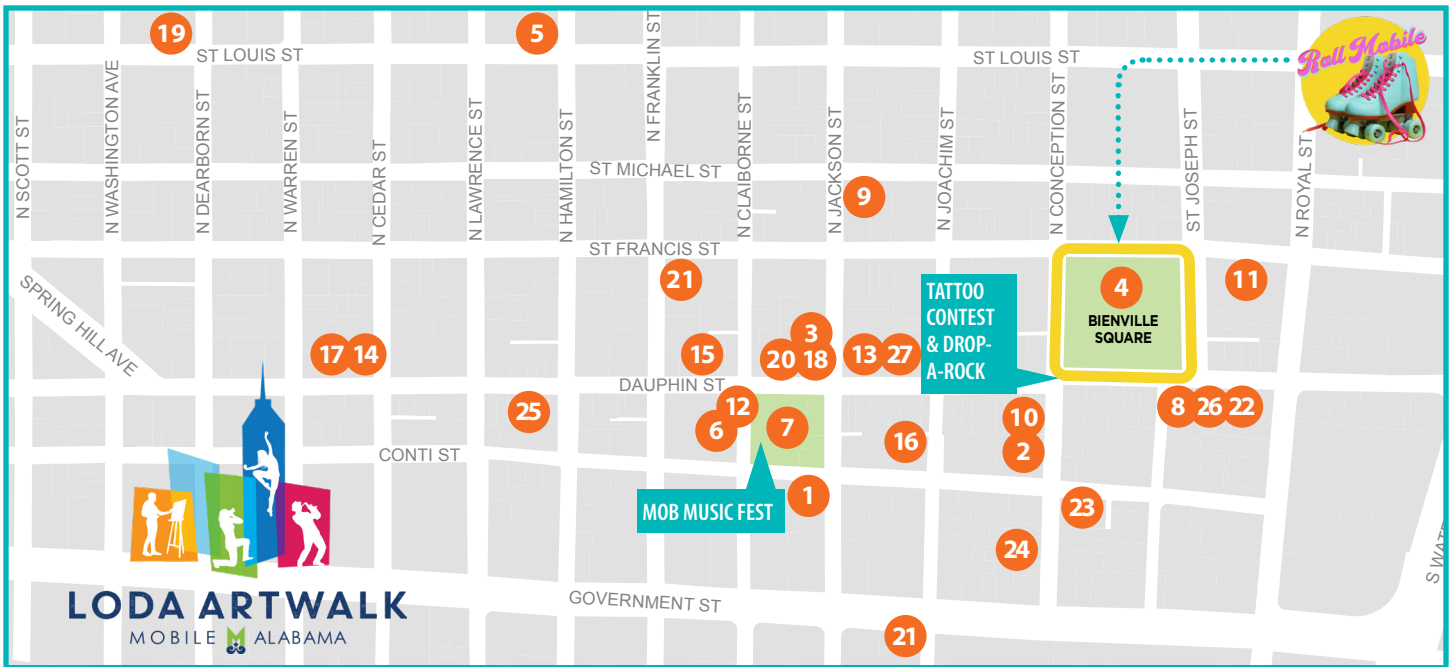 19
5
ST LOUIS ST
ST LOUIS ST
Roll Mobile
N SCOTT ST
N WASHINGTON AVE
N DEARBORN ST
N WARREN ST
N CEDAR ST
N LAWRENCE ST
N HAMILTON ST
N FRANKLIN ST
N CLAIBORNE ST
N JACKSON ST
N JOACHIM ST
N CONCEPTION ST
ST JOSEPH ST
N ROYAL ST
ST MICHAEL ST
9
ST FRANCIS ST
SPRING HILL AVE
21
4
BIENVILLE
SQUARE
11
TATTOO
CONTEST
& DROP-
A-ROCK
17
14
15
3
20
18
13
27
DAUPHIN ST
25
12
6
7
16
10
2
8
26
22
CONTI ST
MOB MUSIC FEST
1
23
24
S WAT
GOVERNMENT ST
21
LODA ARTWALK
MOBILE M ALABAMA